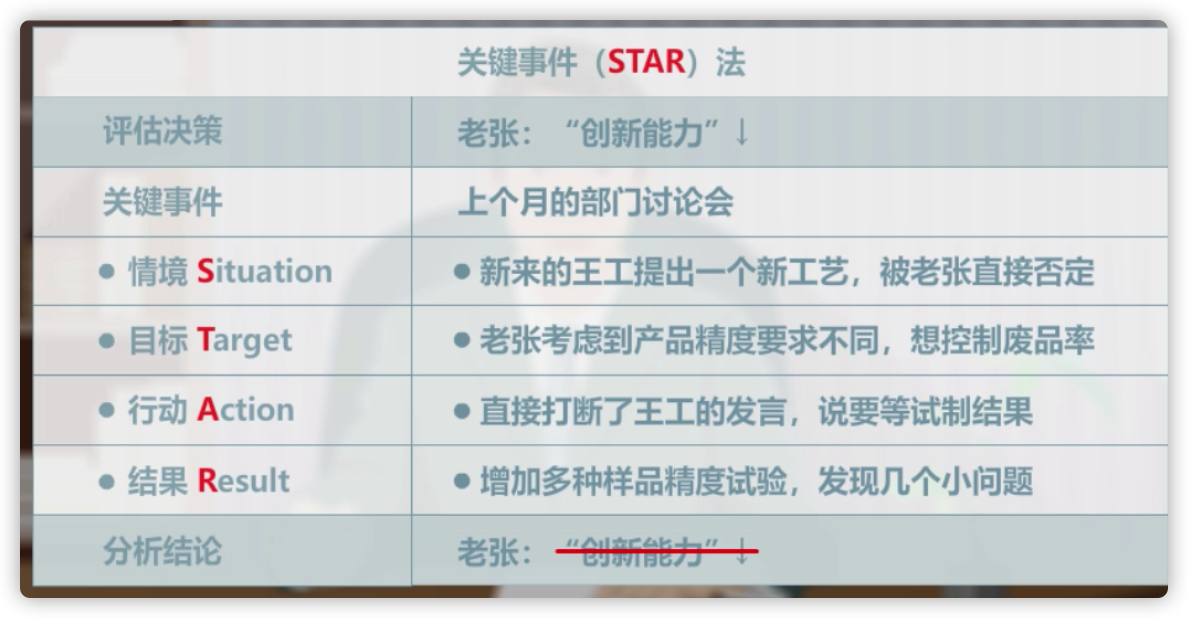 关键事件（STAR）法
评估决策 老张：“创新能力”↓
关键事件 上个月的部门讨论会
● 情境 Situation ● 新来的王工提出一个新工艺，被老张直接否定
● 目标 Target ● 老张考虑到产品精度要求不同，想控制废品率
● 行动 Action ● 直接打断了王工的发言，说要等试制结果
● 结果 Result ● 增加多种样品精度试验，发现几个小问题
分析结论 老张：“创新能力”↓